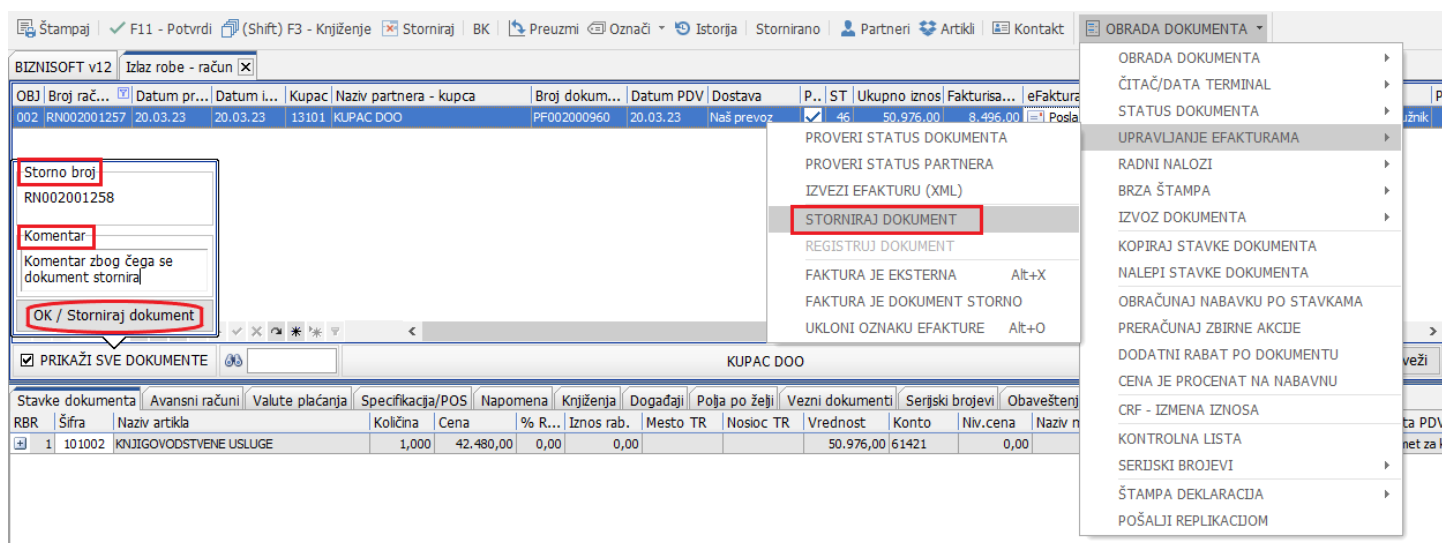 Štampaj F11 - Potvrdi (Shift) F3 - Knjiženje Storniraj BK Preuzmi Označi Istorija Stornirano Partneri Artikli Kontakt OBRADA DOKUMENTA
BIZNISOFT v12 Izlaz robe - račun
OBJ Broj rač... Datum pr... Datum i... Kupac Naziv partnera - kupca Broj dokum... Datum PDV Dostava P.. ST Ukupno iznos Fakturisa... eFaktura
002 RN002001257 20.03.23 20.03.23 13101 KUPAC DOO PF002000960 20.03.23 Naš prevoz 46 50.976,00 8.496,00 Posla užnik
Storno broj
RN002001258
Komentar
Komentar zbog čega se
dokument stornira
OK / Storniraj dokument
PROVERI STATUS DOKUMENTA
PROVERI STATUS PARTNERA
IZVEZI EFAKTURU (XML)
STORNIRAJ DOKUMENT
REGISTRUJ DOKUMENT
FAKTURA JE EKSTERNA Alt+X
FAKTURA JE DOKUMENT STORNO
UKLONI OZNAKU EFAKTURE Alt+O
OBRADA DOKUMENTA
ČITAČ/DATA TERMINAL
STATUS DOKUMENTA
UPRAVLJANJE EFAKTURAMA
RADNI NALOZI
BRZA ŠTAMPA
IZVOZ DOKUMENTA
KOPIRAJ STAVKE DOKUMENTA
NALEPI STAVKE DOKUMENTA
OBRAČUNAJ NABAVKU PO STAVKAMA
PRERAČUNAJ ZBIRNE AKCIJE
DODATNI RABAT PO DOKUMENTU
CENA JE PROCENAT NA NABAVNU
CRF - IZMENA IZNOSA
KONTROLNA LISTA
SERIJSKI BROJEVI
ŠTAMPA DEKLARACIJA
POŠALJI REPLIKACIJOM
PRIKAŽI SVE DOKUMENTE KUPAC DOO veži
Stavke dokumenta Avansni računi Valute plaćanja Specifikacija/POS Napomena Knjiženja Događaji Polja po želji Vezni dokumenti Serijski brojevi Obaveštenj
RBR Šifra Naziv artikla Količina Cena % R... Iznos rab. Mesto TR Nosioc TR Vrednost Konto Niv.cena Naziv n ta PDV
1 101002 KNJIGOVODSTVENE USLUGE 1,000 42.480,00 0,00 0,00 50.976,00 61421 0,00 met za k